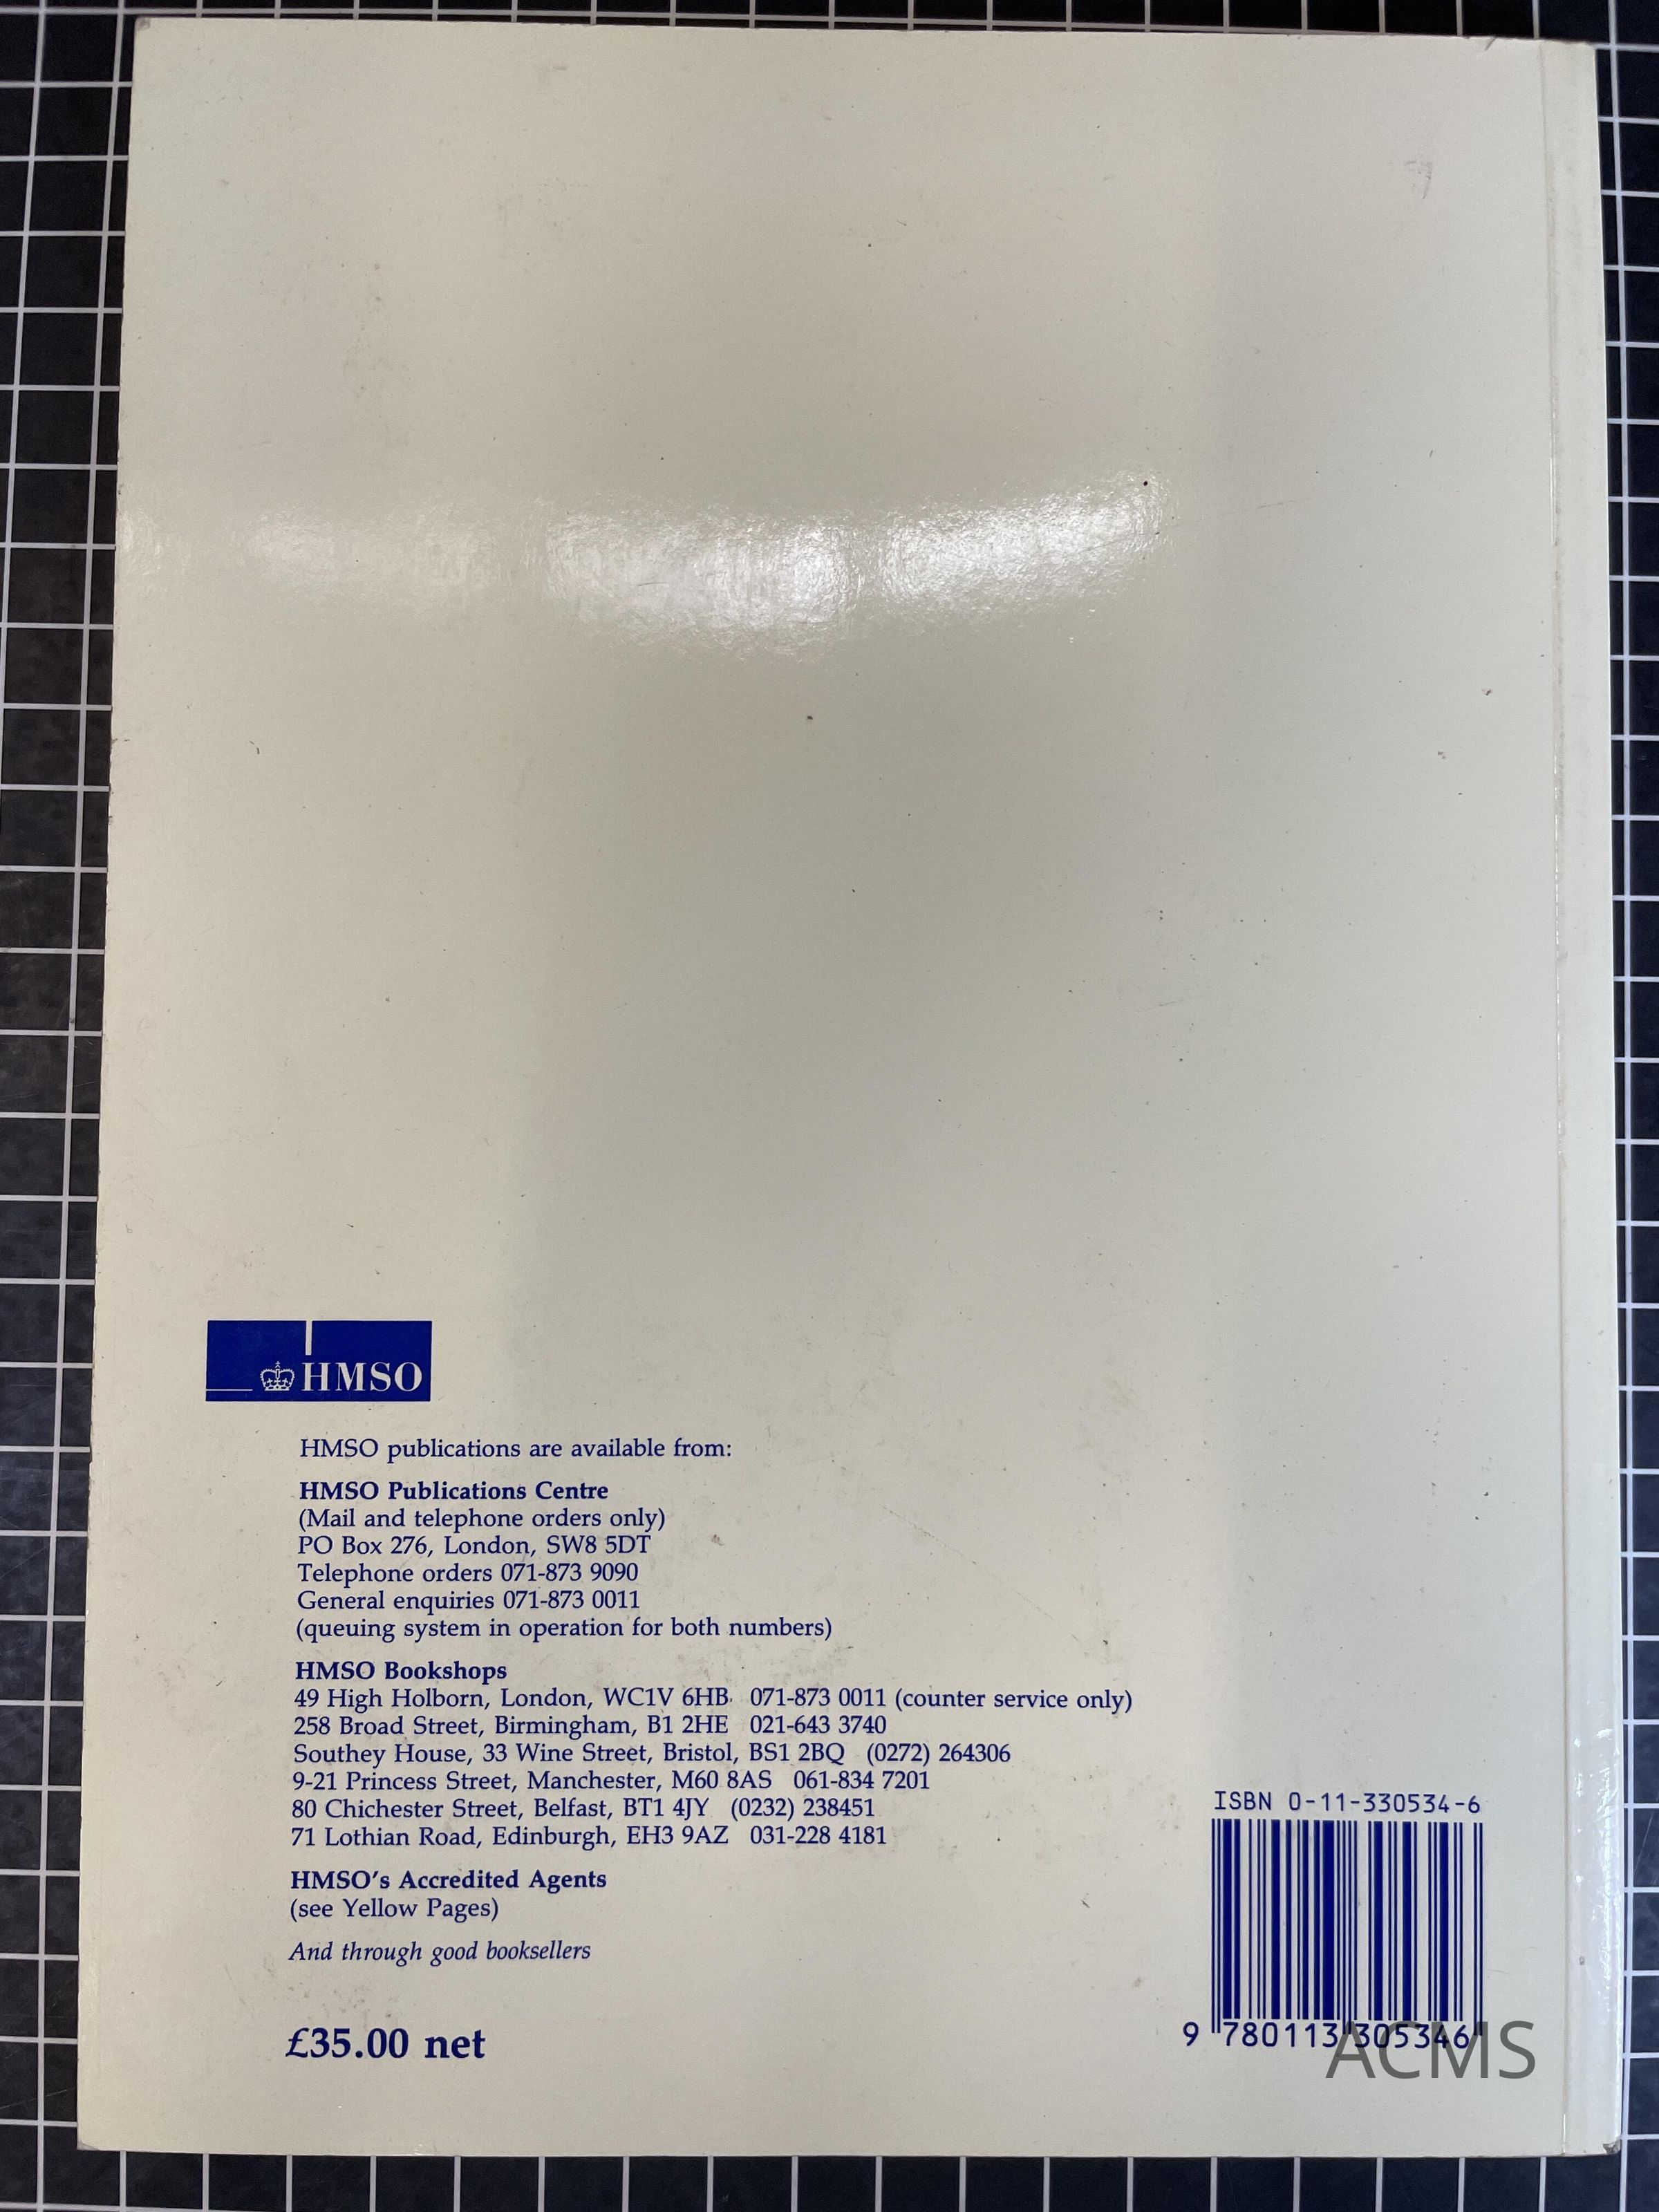 HMSO
HMSO publications are available from:
HMSO Publications Centre
(Mail and telephone orders only)
PO Box 276, London, SW8 5DT
Telephone orders 071-873 9090
General enquiries 071-873 0011
(queuing system in operation for both numbers)
HMSO Bookshops
49 High Holborn, London, WC1V 6HB 071-873 0011 (counter service only)
258 Broad Street, Birmingham, B1 2HE 021-643 3740
Southey House, 33 Wine Street, Bristol, BS1 2BQ (0272) 264306
9-21 Princess Street, Manchester, M60 8AS 061-834 7201
80 Chichester Street, Belfast, BT1 4JY (0232) 238451
71 Lothian Road, Edinburgh, EH3 9AZ 031-228 4181
HMSO's Accredited Agents
(see Yellow Pages)
And through good booksellers
£35.00 net
ISBN 0-11-330534-6
9 780113 305346
ACMS